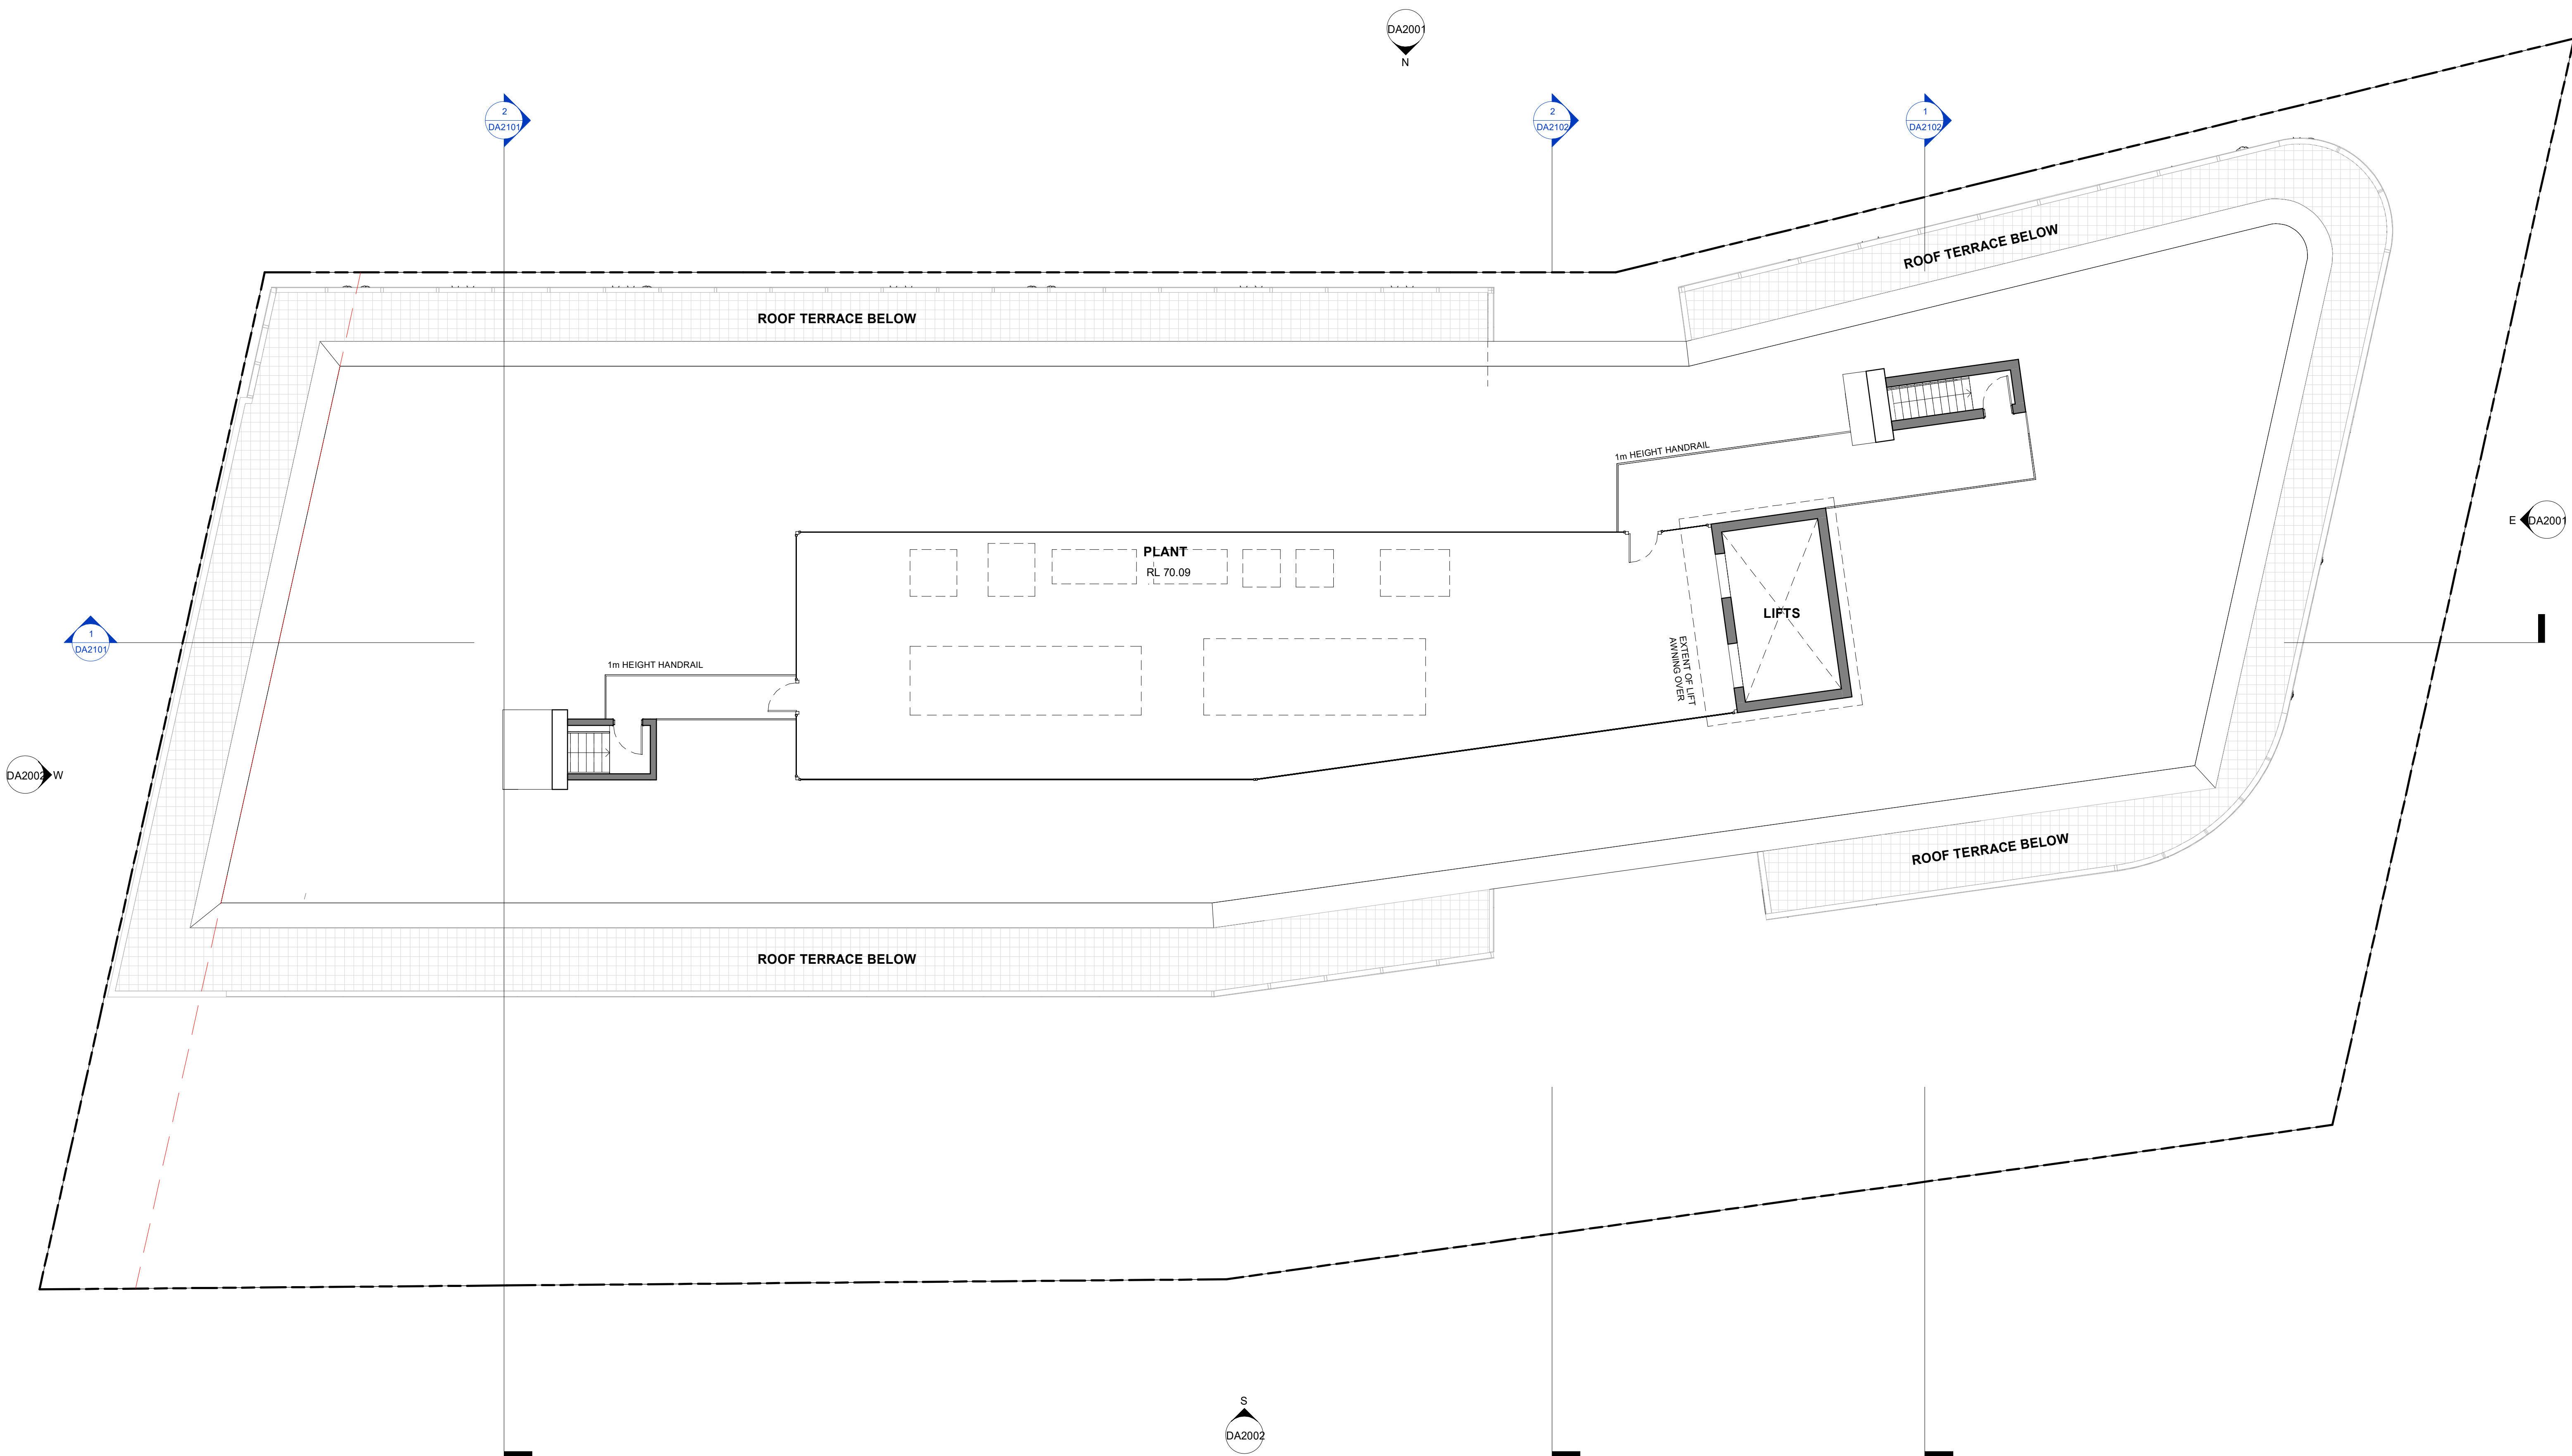 DA2001
N
2
DA2101
2
DA2102
1
DA2102
ROOF TERRACE BELOW
ROOF TERRACE BELOW
1m HEIGHT HANDRAIL
E
DA2001
PLANT
RL 70.09
LIFTS
EXTENT OF LIFT
AWNING OVER
1
DA2101
1m HEIGHT HANDRAIL
DA2002
W
ROOF TERRACE BELOW
ROOF TERRACE BELOW
S
DA2002